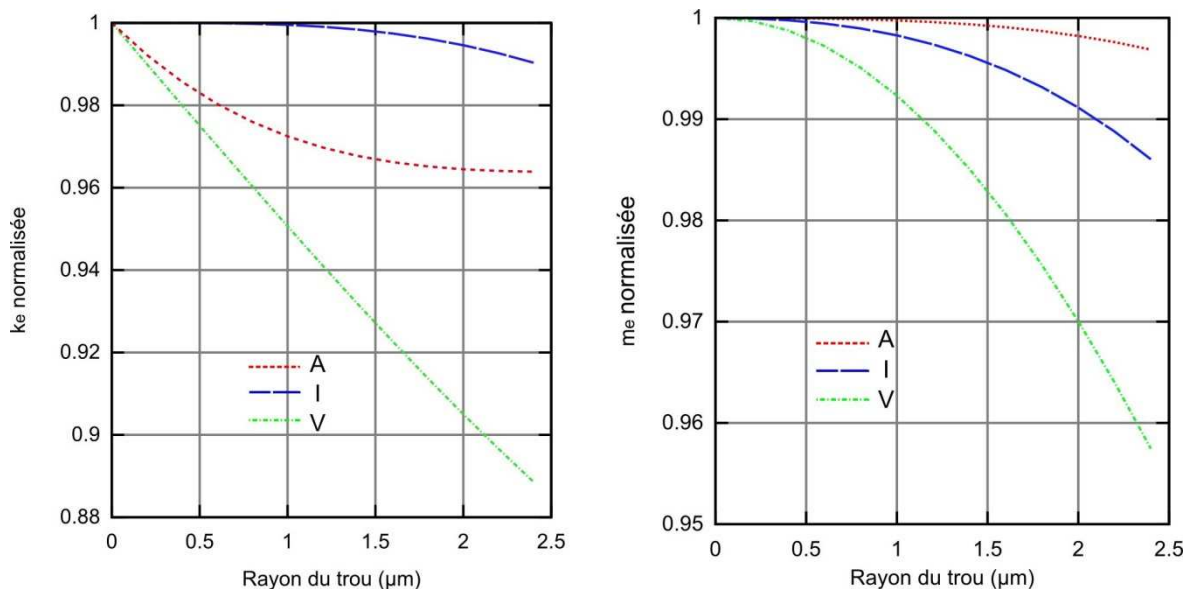 1
0.98
0.96
0.94
0.92
0.9
0.88
0
0.5
1
1.5
2
2.5
ke normalisée
Rayon du trou (µm)
A
I
V
1
0.99
0.98
0.97
0.96
0.95
0
0.5
1
1.5
2
2.5
me normalisée
Rayon du trou (µm)
A
I
V